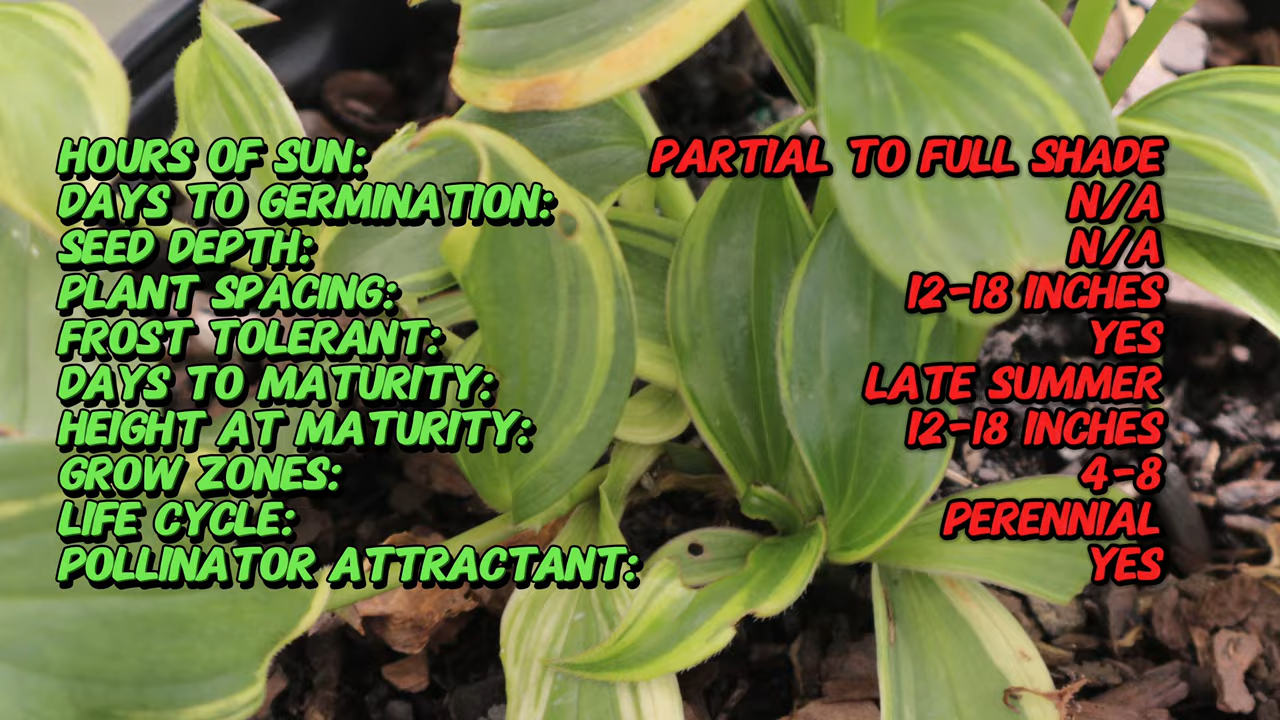 HOURS OF SUN: PARTIAL TO FULL SHADE
DAYS TO GERMINATION: N/A
SEED DEPTH: N/A
PLANT SPACING: 12-18 INCHES
FROST TOLERANT: YES
DAYS TO MATURITY: LATE SUMMER
HEIGHT AT MATURITY: 12-18 INCHES
GROW ZONES: 4-8
LIFE CYCLE: PERENNIAL
POLLINATOR ATTRACTANT: YES